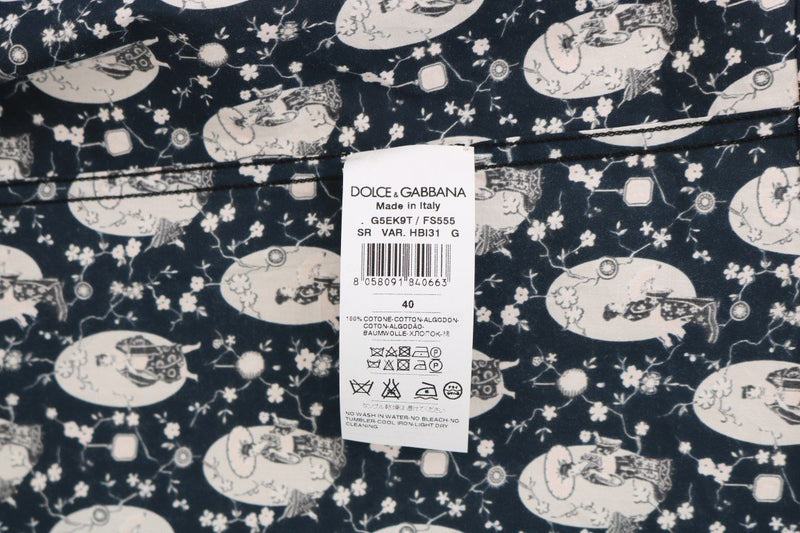 DOLCE & GABBANA
Made in Italy
. G5EK9T / FS555
SR VAR. HBI31 G
8 058091 840663
40
100% COTONE-COTTON-ALGODON-
COTON-ALGODÃO-
BAUMWOLLE-ХЛОПОК-棉
NO WASH IN WATER-NO BLEACH-NO
TUMBLER-COOL IRON-LIGHT DRY
CLEANING